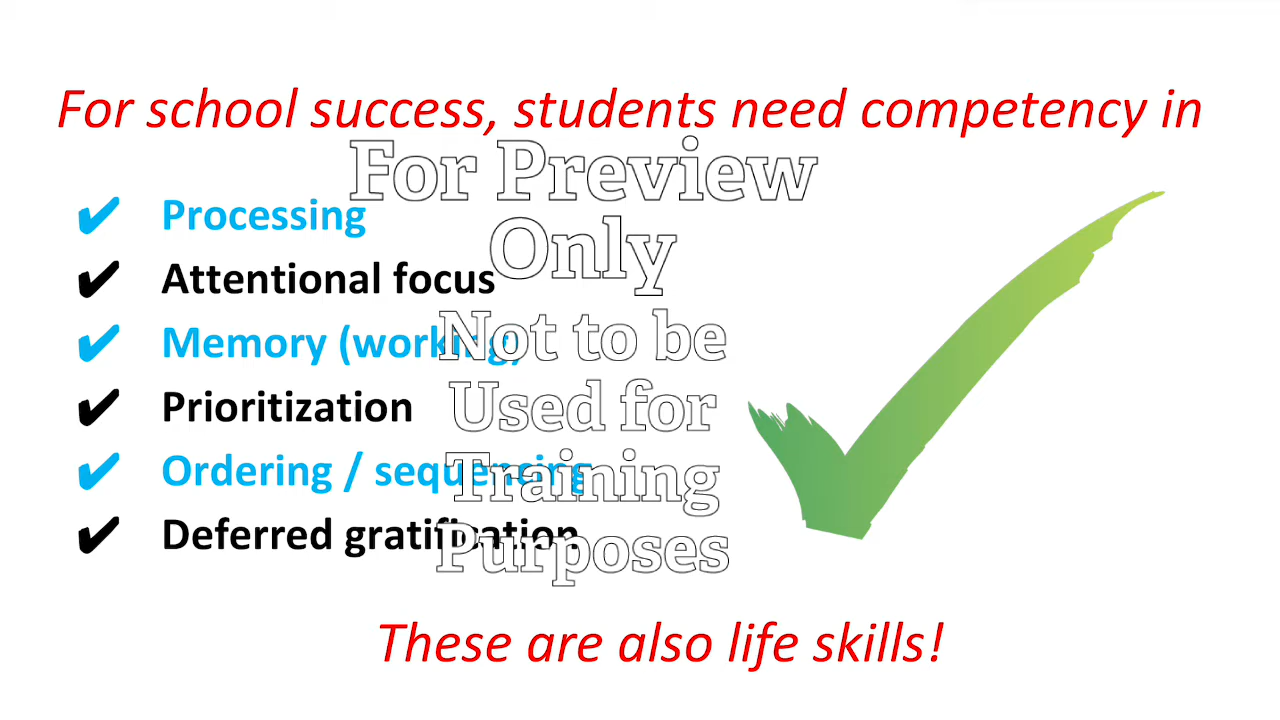 For school success, students need competency in
For Preview
Only
Not to be
Used for
Training
Purposes
✔ Processing
✔ Attentional focus
✔ Memory (working)
✔ Prioritization
✔ Ordering / sequencing
✔ Deferred gratification
These are also life skills!